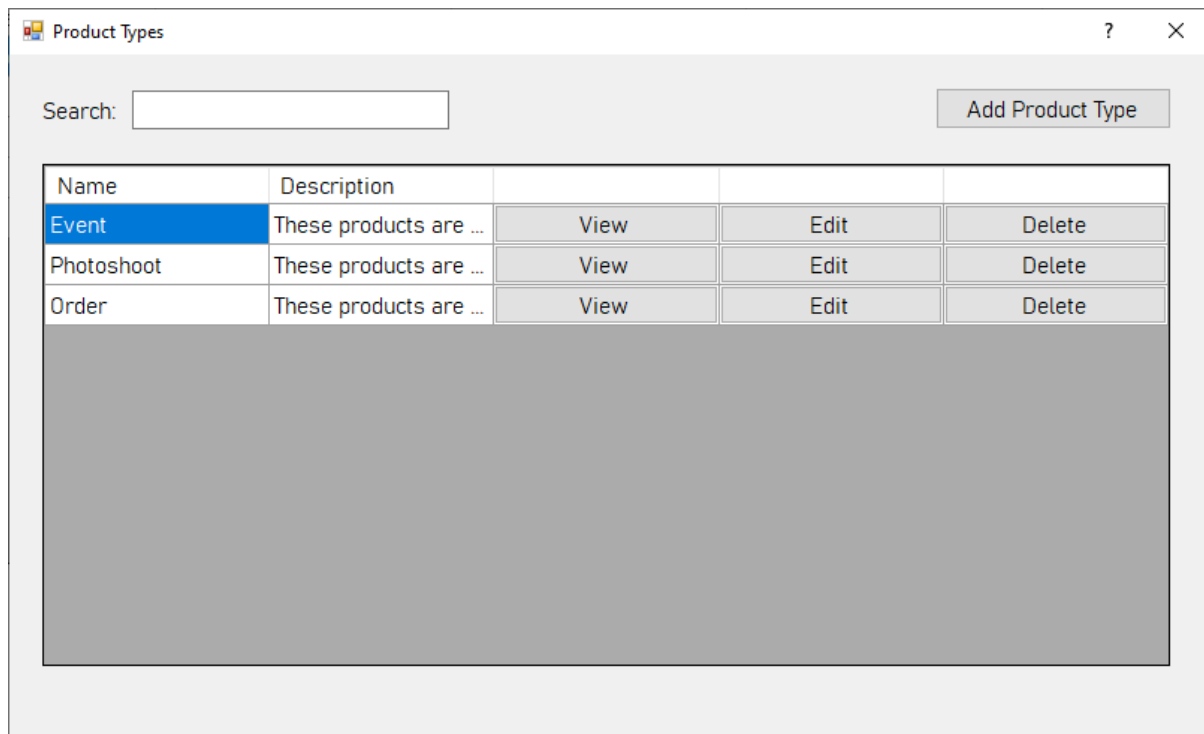 Product Types ?
Search: Add Product Type
Name Description
Event These products are ... View Edit Delete
Photoshoot These products are ... View Edit Delete
Order These products are ... View Edit Delete